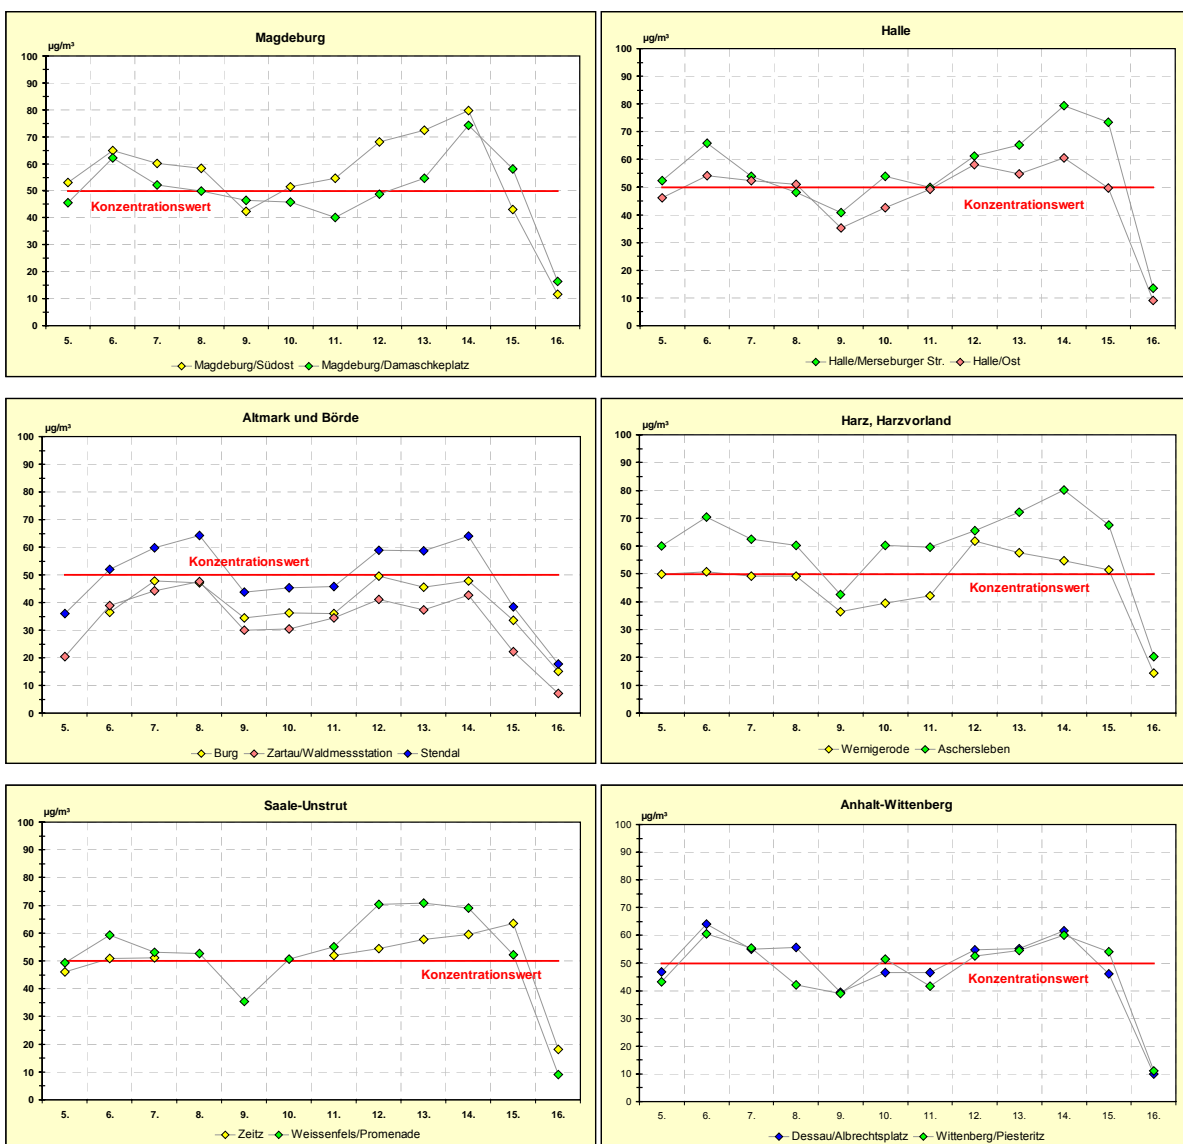 Magdeburg
µg/m³
100
90
80
70
60
50
40
30
20
10
0
Konzentrationswert
5. 6. 7. 8. 9. 10. 11. 12. 13. 14. 15. 16.
Magdeburg/Südost Magdeburg/Damaschkeplatz
Halle
µg/m³
100
90
80
70
60
50
40
30
20
10
0
Konzentrationswert
5. 6. 7. 8. 9. 10. 11. 12. 13. 14. 15. 16.
Halle/Merseburger Str. Halle/Ost
Altmark und Börde
µg/m³
100
90
80
70
60
50
40
30
20
10
0
Konzentrationswert
5. 6. 7. 8. 9. 10. 11. 12. 13. 14. 15. 16.
Burg Zartau/Waldmessstation Stendal
Harz, Harzvorland
µg/m³
100
90
80
70
60
50
40
30
20
10
0
Konzentrationswert
5. 6. 7. 8. 9. 10. 11. 12. 13. 14. 15. 16.
Wernigerode Aschersleben
Saale-Unstrut
µg/m³
100
90
80
70
60
50
40
30
20
10
0
Konzentrationswert
5. 6. 7. 8. 9. 10. 11. 12. 13. 14. 15. 16.
Zeitz Weissenfels/Promenade
Anhalt-Wittenberg
µg/m³
100
90
80
70
60
50
40
30
20
10
0
Konzentrationswert
5. 6. 7. 8. 9. 10. 11. 12. 13. 14. 15. 16.
Dessau/Albrechtsplatz Wittenberg/Piesteritz